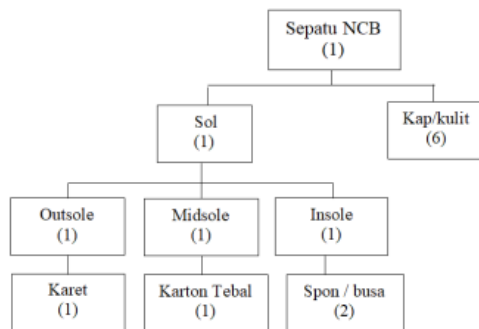 Sepatu NCB
(1)
Sol
(1)
Kap/kulit
(6)
Outsole
(1)
Midsole
(1)
Insole
(1)
Karet
(1)
Karton Tebal
(1)
Spon / busa
(2)